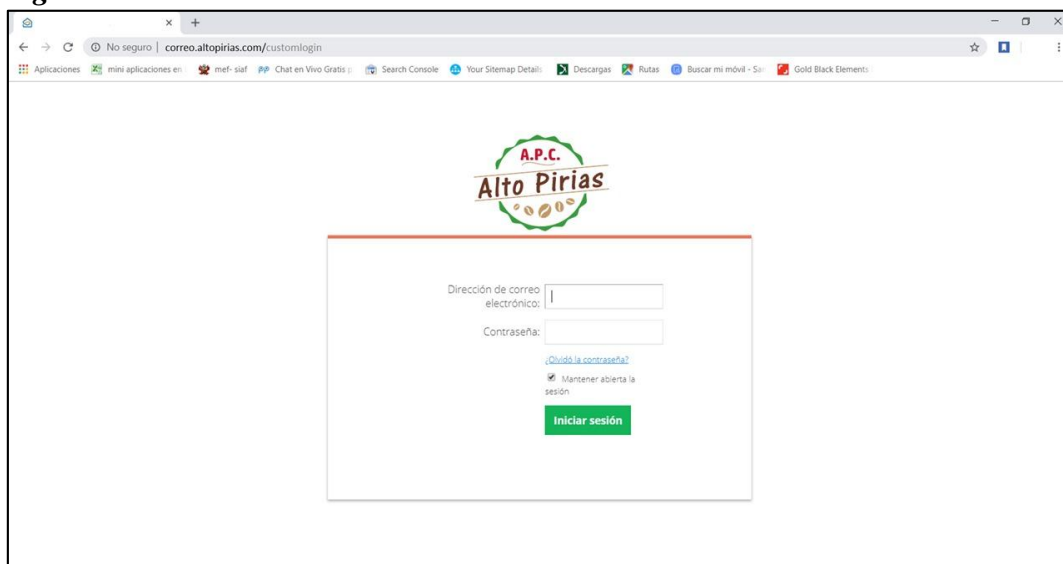 No seguro | correo.altopirias.com/customlogin
Aplicaciones mini aplicaciones en mef- siaf Chat en Vivo Gratis p Search Console Your Sitemap Details Descargas Rutas Buscar mi móvil - Sa Gold Black Elements
A.P.C.
Alto Pirias
Dirección de correo
electrónico:
Contraseña:
¿Olvidó la contraseña?
Mantener abierta la
sesión
Iniciar sesión